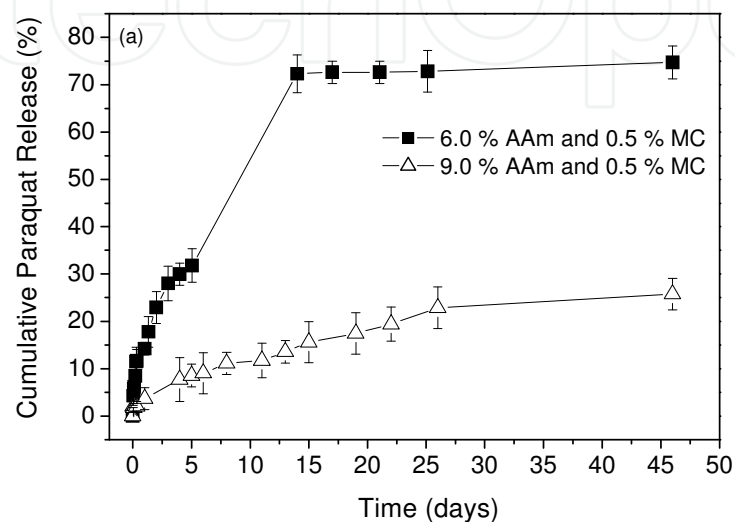 (a)
Cumulative Paraquat Release (%)
80
70
60
50
40
30
20
10
0
6.0 % AAm and 0.5 % MC
9.0 % AAm and 0.5 % MC
0 5 10 15 20 25 30 35 40 45 50
Time (days)